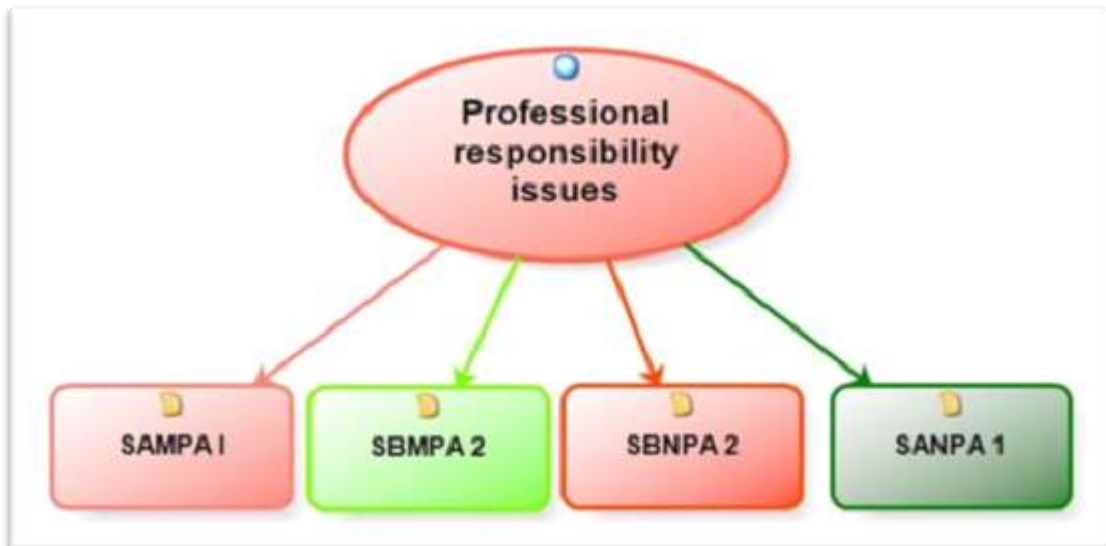 Professional
responsibility
issues
SAMPA I
SBMPA 2
SBNPA 2
SANPA 1